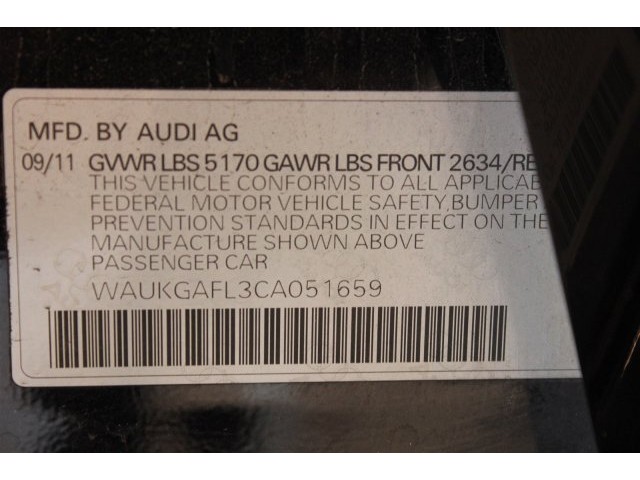 MFD. BY AUDI AG
09/11 GVWR LBS 5170 GAWR LBS FRONT 2634/RE
THIS VEHICLE CONFORMS TO ALL APPLICAB
FEDERAL MOTOR VEHICLE SAFETY,BUMPER
PREVENTION STANDARDS IN EFFECT ON THE
MANUFACTURE SHOWN ABOVE
PASSENGER CAR
WAUKGAFL3CA051659